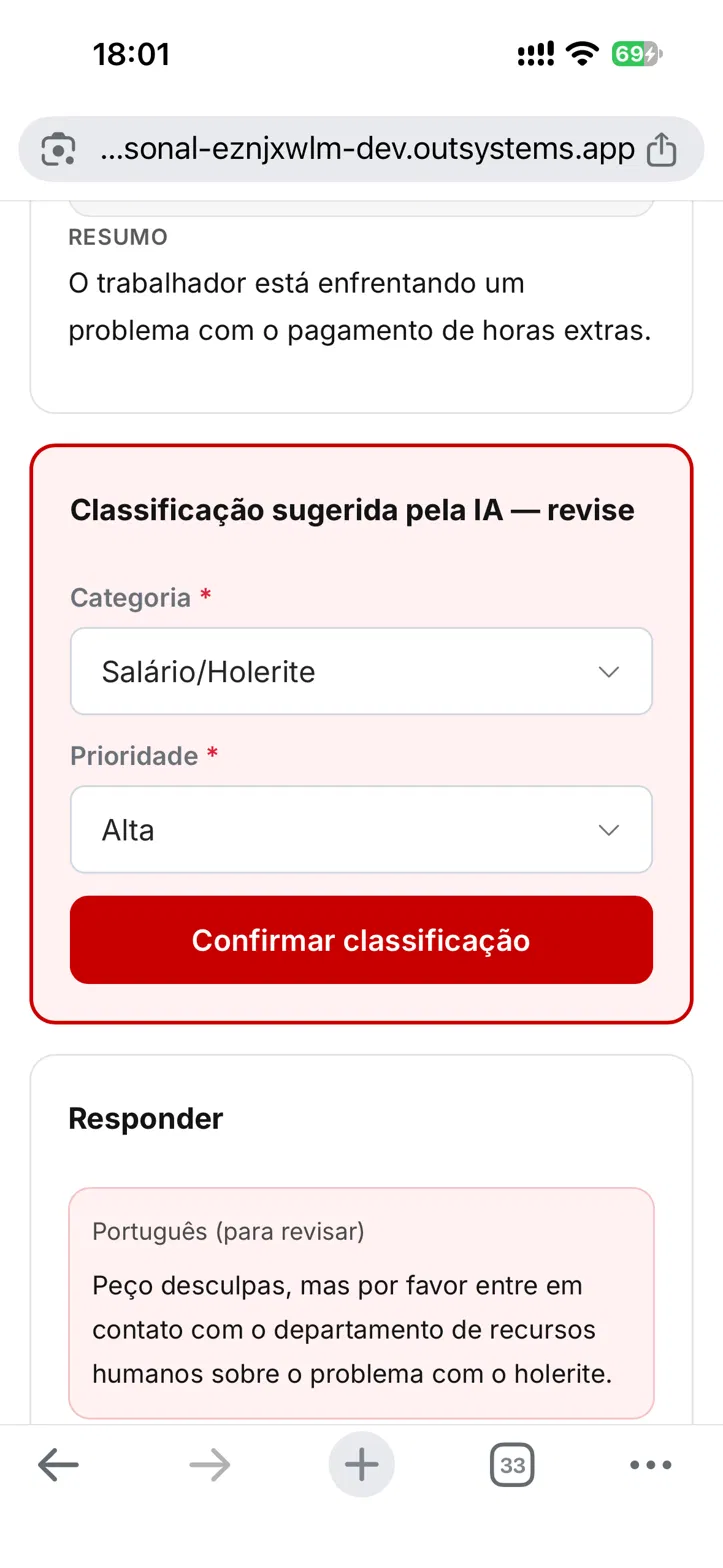 18:01
69
...sonal-eznjxwlm-dev.outsystems.app
RESUMO
O trabalhador está enfrentando um
problema com o pagamento de horas extras.
Classificação sugerida pela IA — revise
Categoria *
Salário/Holerite
Prioridade *
Alta
Confirmar classificação
Responder
Português (para revisar)
Peço desculpas, mas por favor entre em
contato com o departamento de recursos
humanos sobre o problema com o holerite.
33